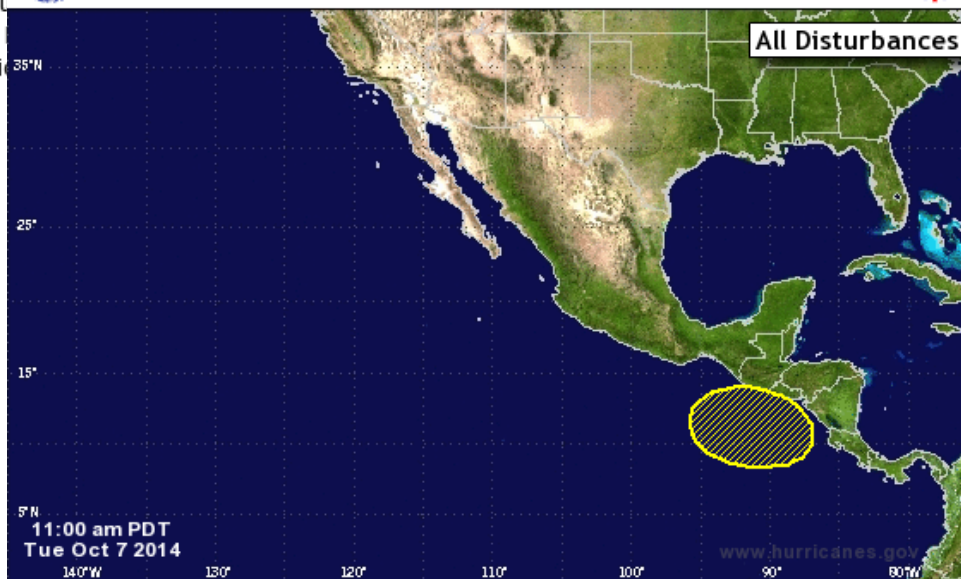 All Disturbances
35°N
25°
15°
5°N
11:00 am PDT
Tue Oct 7 2014
www.hurricanes.gov
140°W 130° 120° 110° 100° 90° 80°W